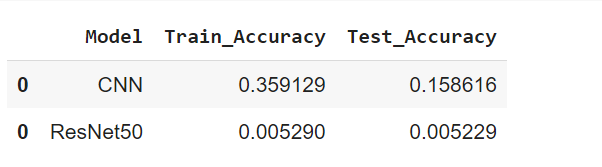 Model Train_Accuracy Test_Accuracy
0 CNN 0.359129 0.158616
0 ResNet50 0.005290 0.005229